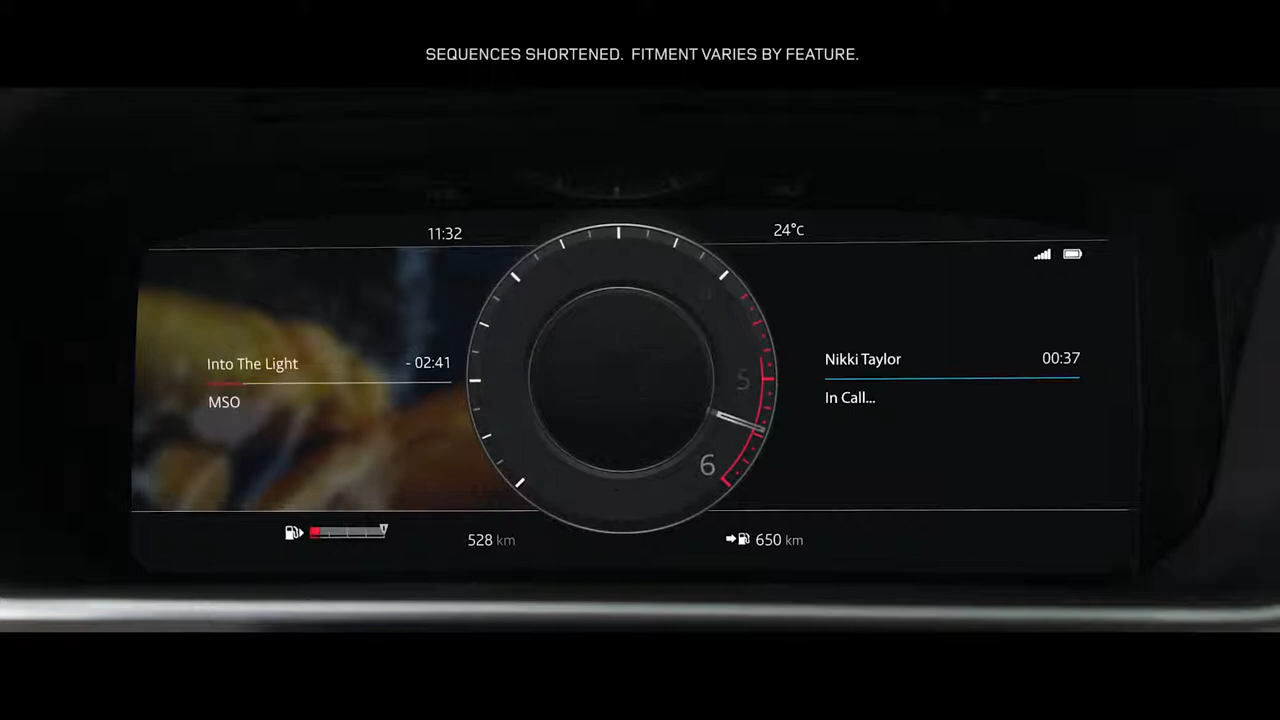 SEQUENCES SHORTENED. FITMENT VARIES BY FEATURE.
11:32
24°c
Into The Light
- 02:41
MSO
4
5
6
Nikki Taylor
00:37
In Call...
528 km
650 km